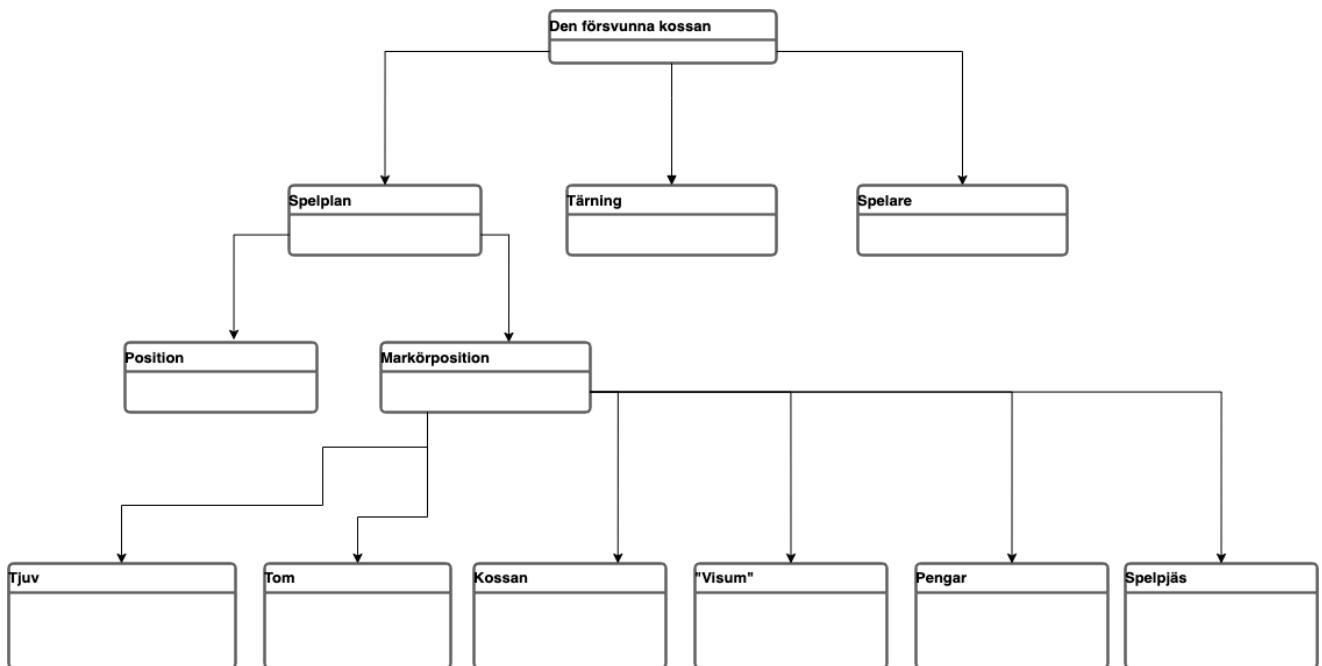 Den försvunna kossan
Spelplan
Tärning
Spelare
Position
Markörposition
Tjuv
Tom
Kossan
"Visum"
Pengar
Spelpjäs